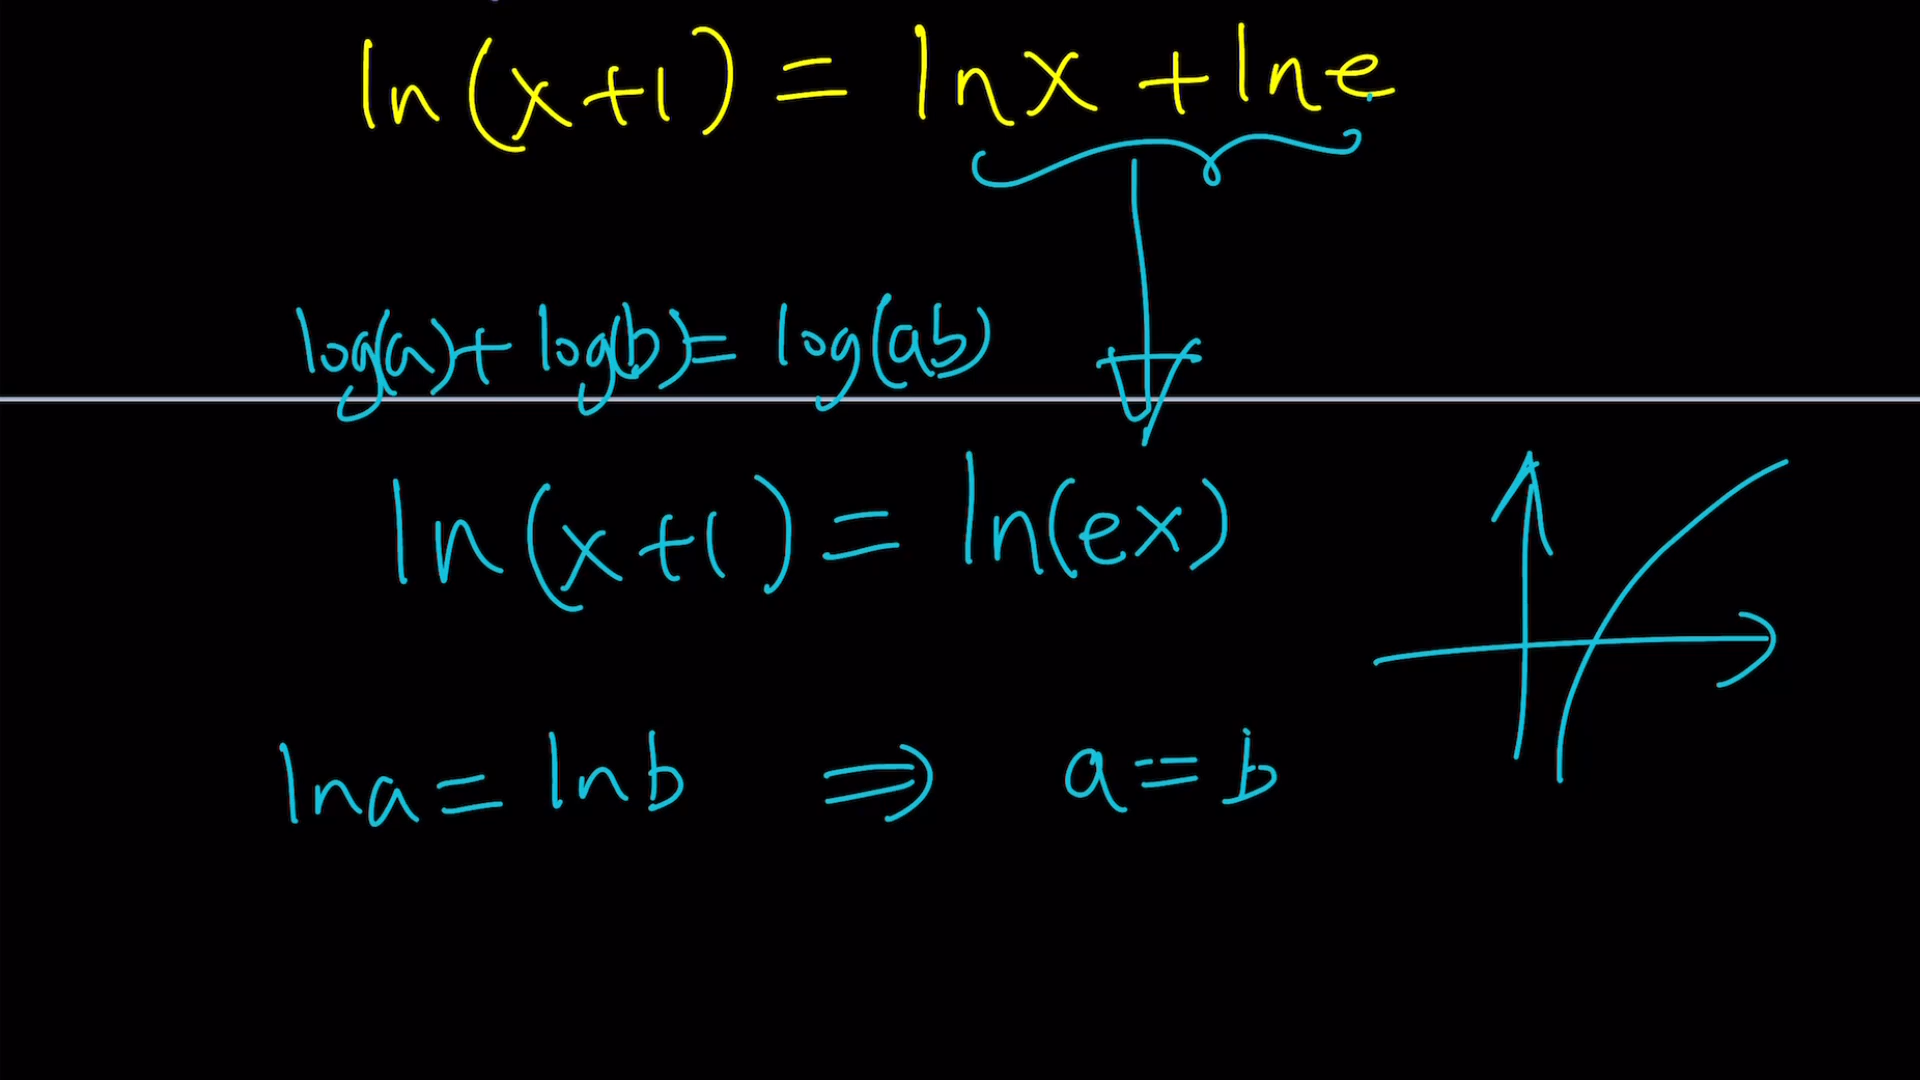 ln(x+1) = lnx + lne
log(a) + log(b) = log(ab)
ln(x+1) = ln(ex)
lna = lnb ⇒ a = b